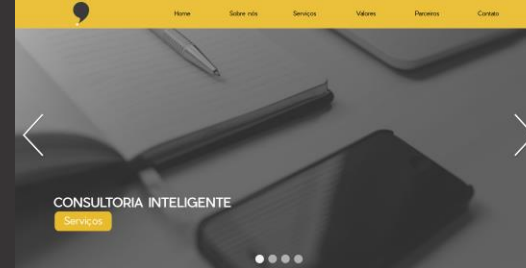 Home Sobre nós Serviços Valores Parceiros Contato
CONSULTORIA INTELIGENTE
Serviços